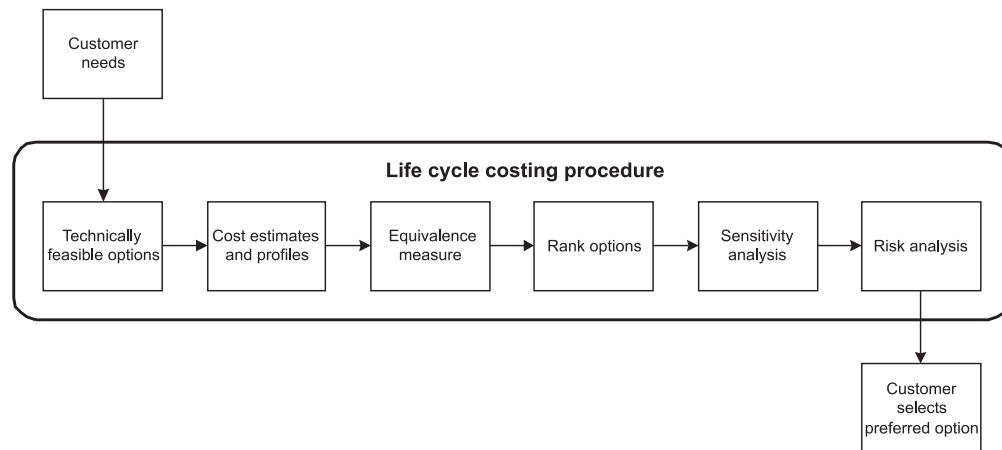 Customer
needs
Life cycle costing procedure
Technically
feasible options
Cost estimates
and profiles
Equivalence
measure
Rank options
Sensitivity
analysis
Risk analysis
Customer
selects
preferred option